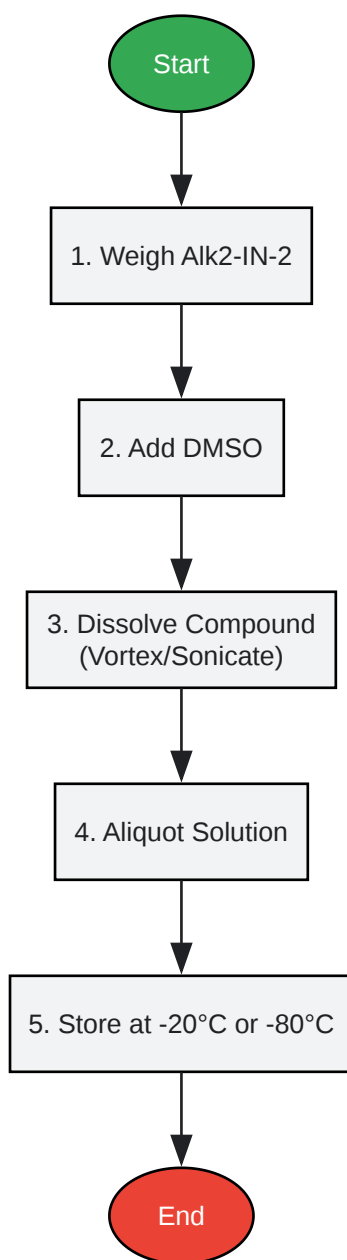 Start
1. Weigh Alk2-IN-2
2. Add DMSO
3. Dissolve Compound
(Vortex/Sonicate)
4. Aliquot Solution
5. Store at -20°C or -80°C
End